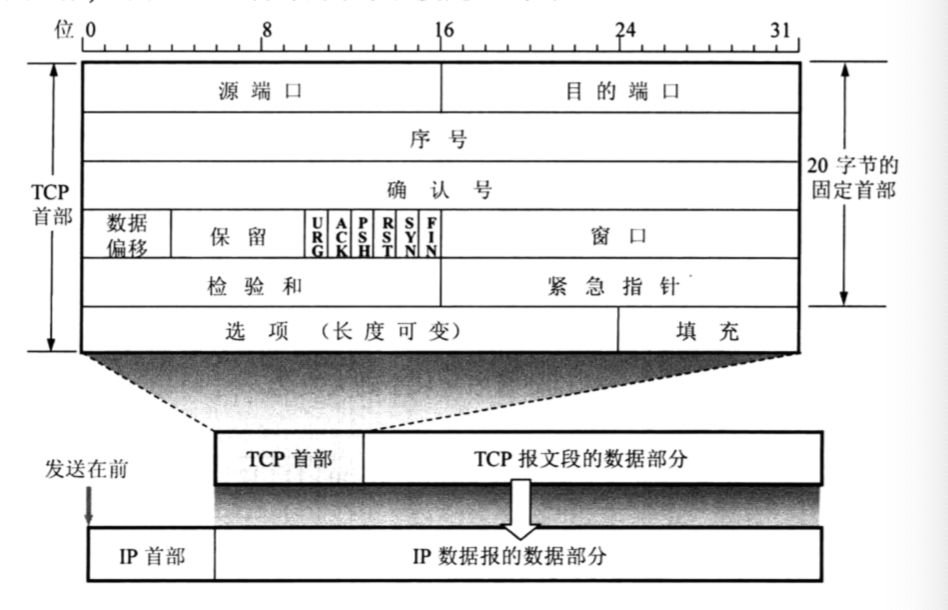 位 0 8 16 24 31
源端口 目的端口
序号
TCP
首部
确认号
20 字节的
固定首部
数据
偏移
保留
URG
ACK
PSH
RST
SYN
FIN
窗口
检验和 紧急指针
选项（长度可变） 填充
TCP 首部 TCP 报文段的数据部分
发送在前
IP 首部 IP 数据报的数据部分